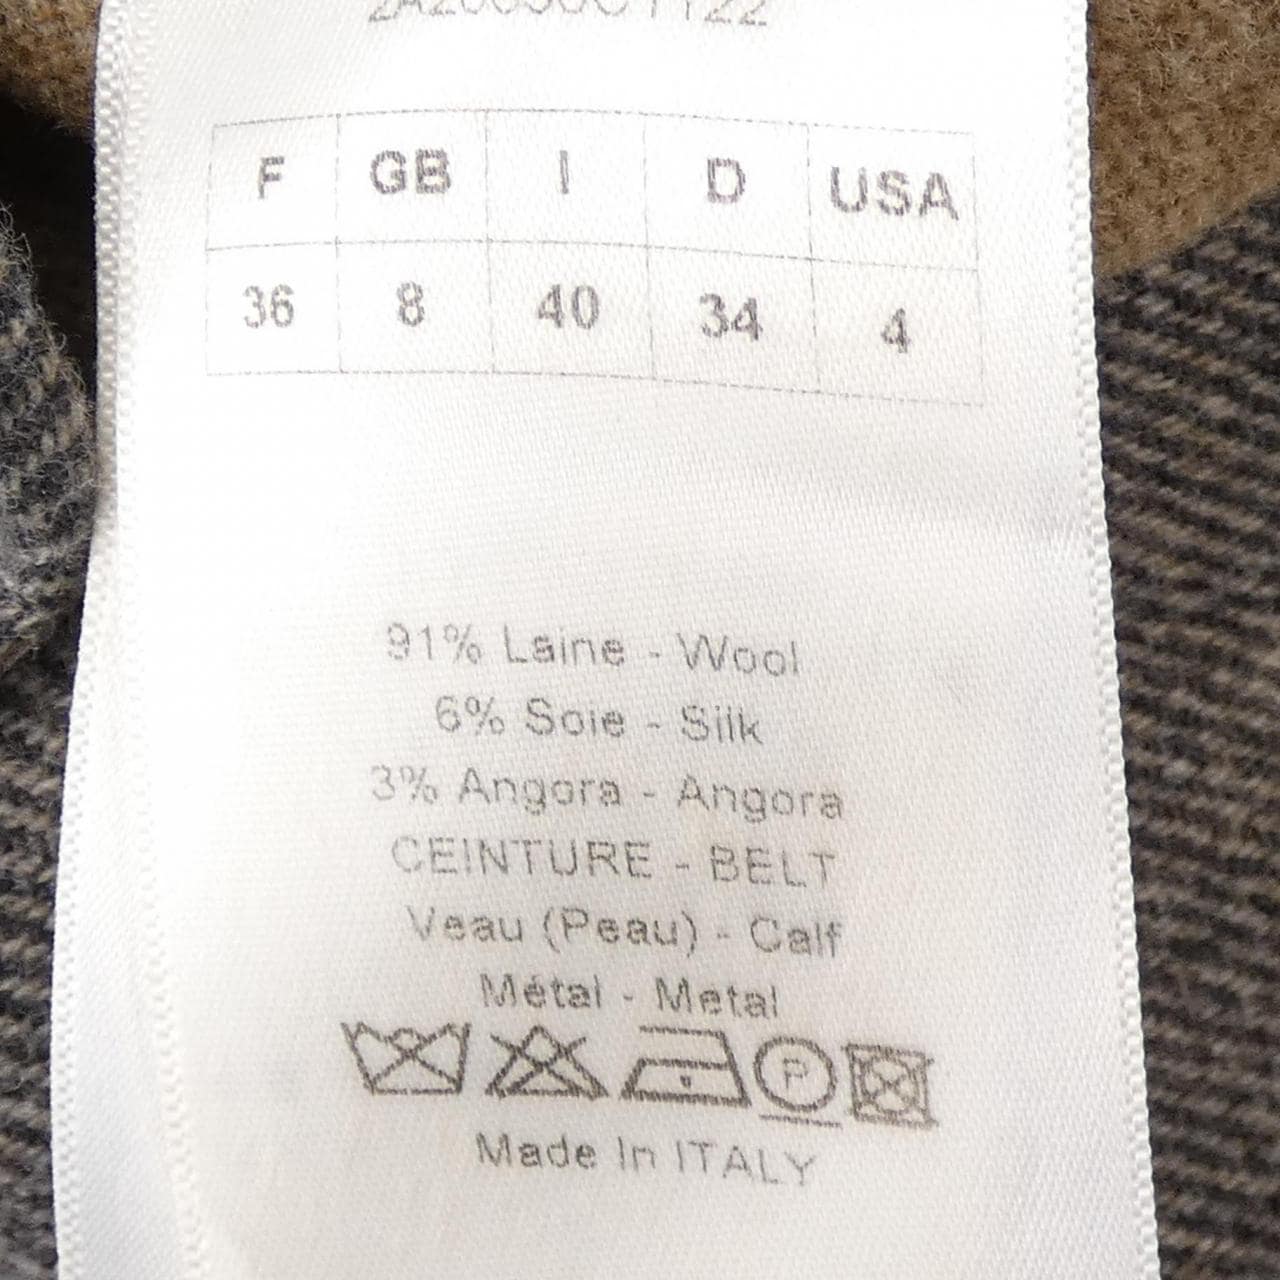 F GB I D USA
36 8 40 34 4
91% Laine - Wool
6% Soie - Silk
3% Angora - Angora
CEINTURE - BELT
Veau (Peau) - Calf
Métal - Metal
P
Made In ITALY